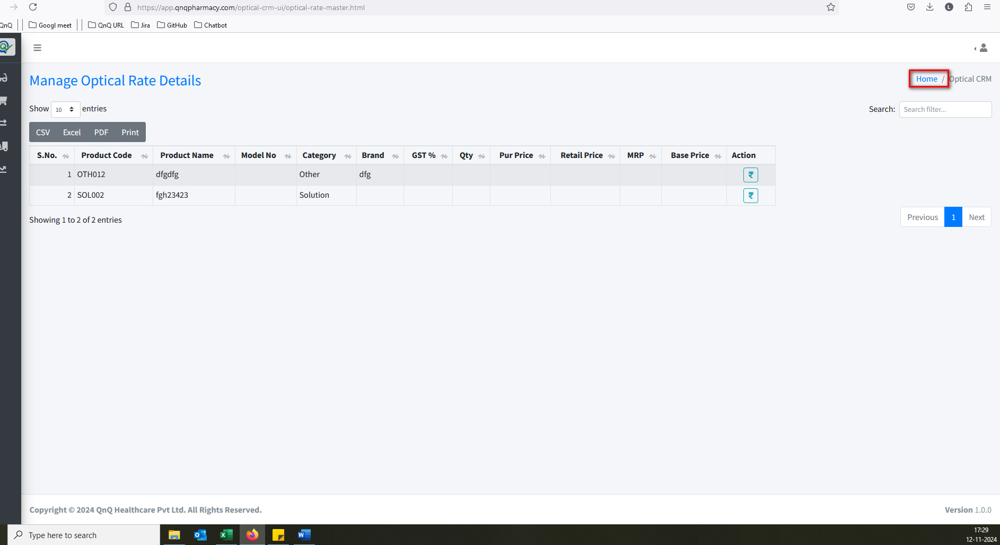 https://app.qnqpharmacy.com/optical-crm-ui/optical-rate-master.html
L
QnQ Googl meet QnQ URL Jira GitHub Chatbot
Manage Optical Rate Details
Home / Optical CRM
Show 10 entries
Search: Search filter...
CSV Excel PDF Print
S.No. Product Code Product Name Model No Category Brand GST % Qty Pur Price Retail Price MRP Base Price Action
1 OTH012 dfgdfg Other dfg ₹
2 SOL002 fgh23423 Solution ₹
Showing 1 to 2 of 2 entries
Previous 1 Next
Copyright © 2024 QnQ Healthcare Pvt Ltd. All Rights Reserved.
Version 1.0.0
Type here to search
17:29
12-11-2024